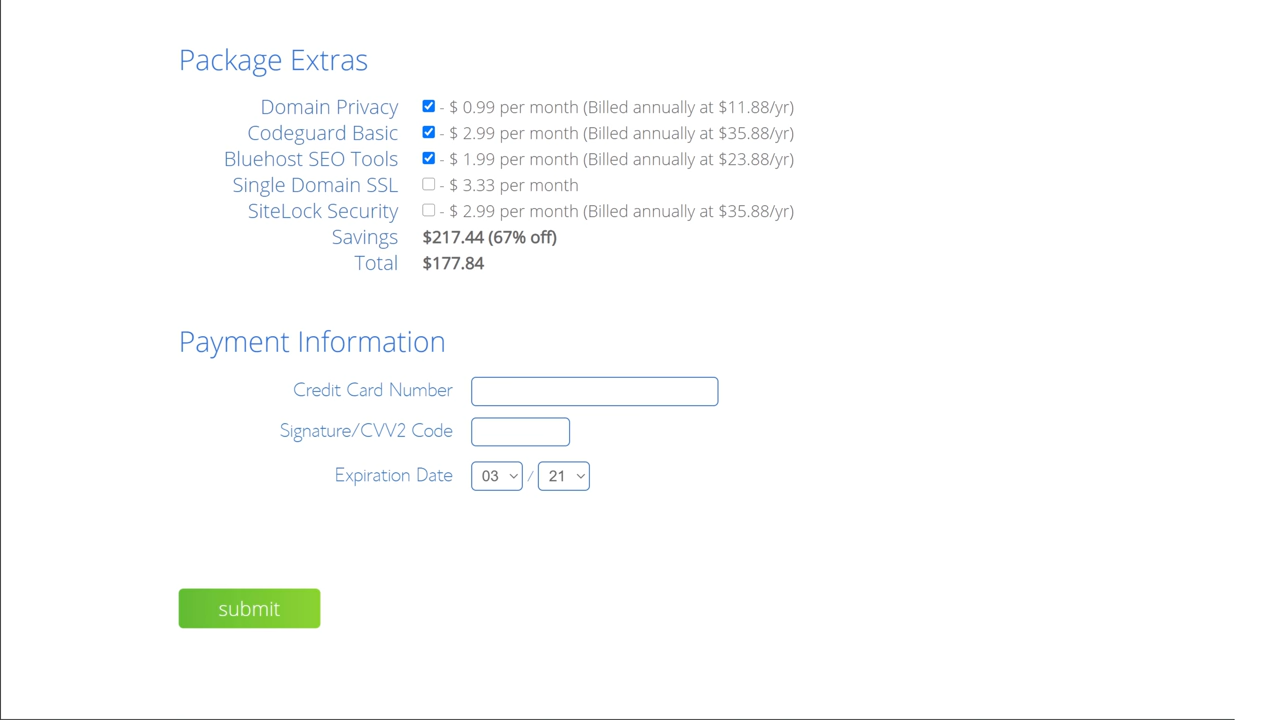 Package Extras
Domain Privacy - $ 0.99 per month (Billed annually at $11.88/yr)
Codeguard Basic - $ 2.99 per month (Billed annually at $35.88/yr)
Bluehost SEO Tools - $ 1.99 per month (Billed annually at $23.88/yr)
Single Domain SSL - $ 3.33 per month
SiteLock Security - $ 2.99 per month (Billed annually at $35.88/yr)
Savings $217.44 (67% off)
Total $177.84
Payment Information
Credit Card Number
Signature/CVV2 Code
Expiration Date 03 / 21
submit